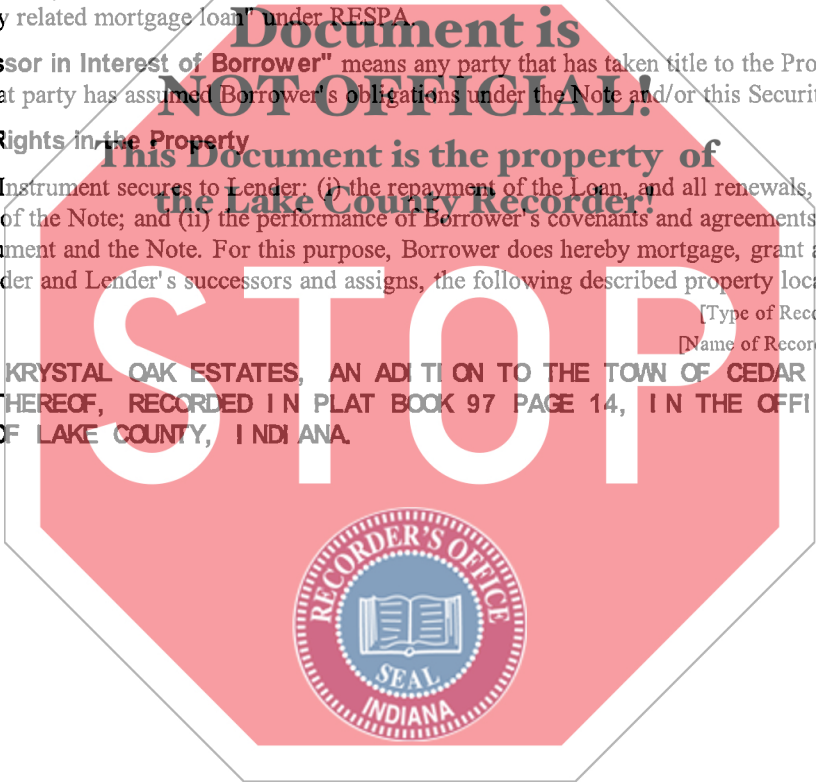 y related mortgage loan" under RESPA.
Document is
ssor in Interest of Borrower" means any party that has taken title to the Pro
NOT OFFICIAL!
at party has assumed Borrower's obligations under the Note and/or this Securit
Rights in the Property
This Document is the property of
Instrument secures to Lender: (i) the repayment of the Loan, and all renewals,
the Lake County Recorder!
of the Note; and (ii) the performance of Borrower's covenants and agreements
ment and the Note. For this purpose, Borrower does hereby mortgage, grant a
der and Lender's successors and assigns, the following described property loca
[Type of Reco
[Name of Record
KRYSTAL OAK ESTATES, AN ADITION TO THE TOWN OF CEDAR
THEREOF, RECORDED IN PLAT BOOK 97 PAGE 14, IN THE OFFI
OF LAKE COUNTY, INDIANA.
STOP
RECORDER'S OFFICE
SEAL
INDIANA